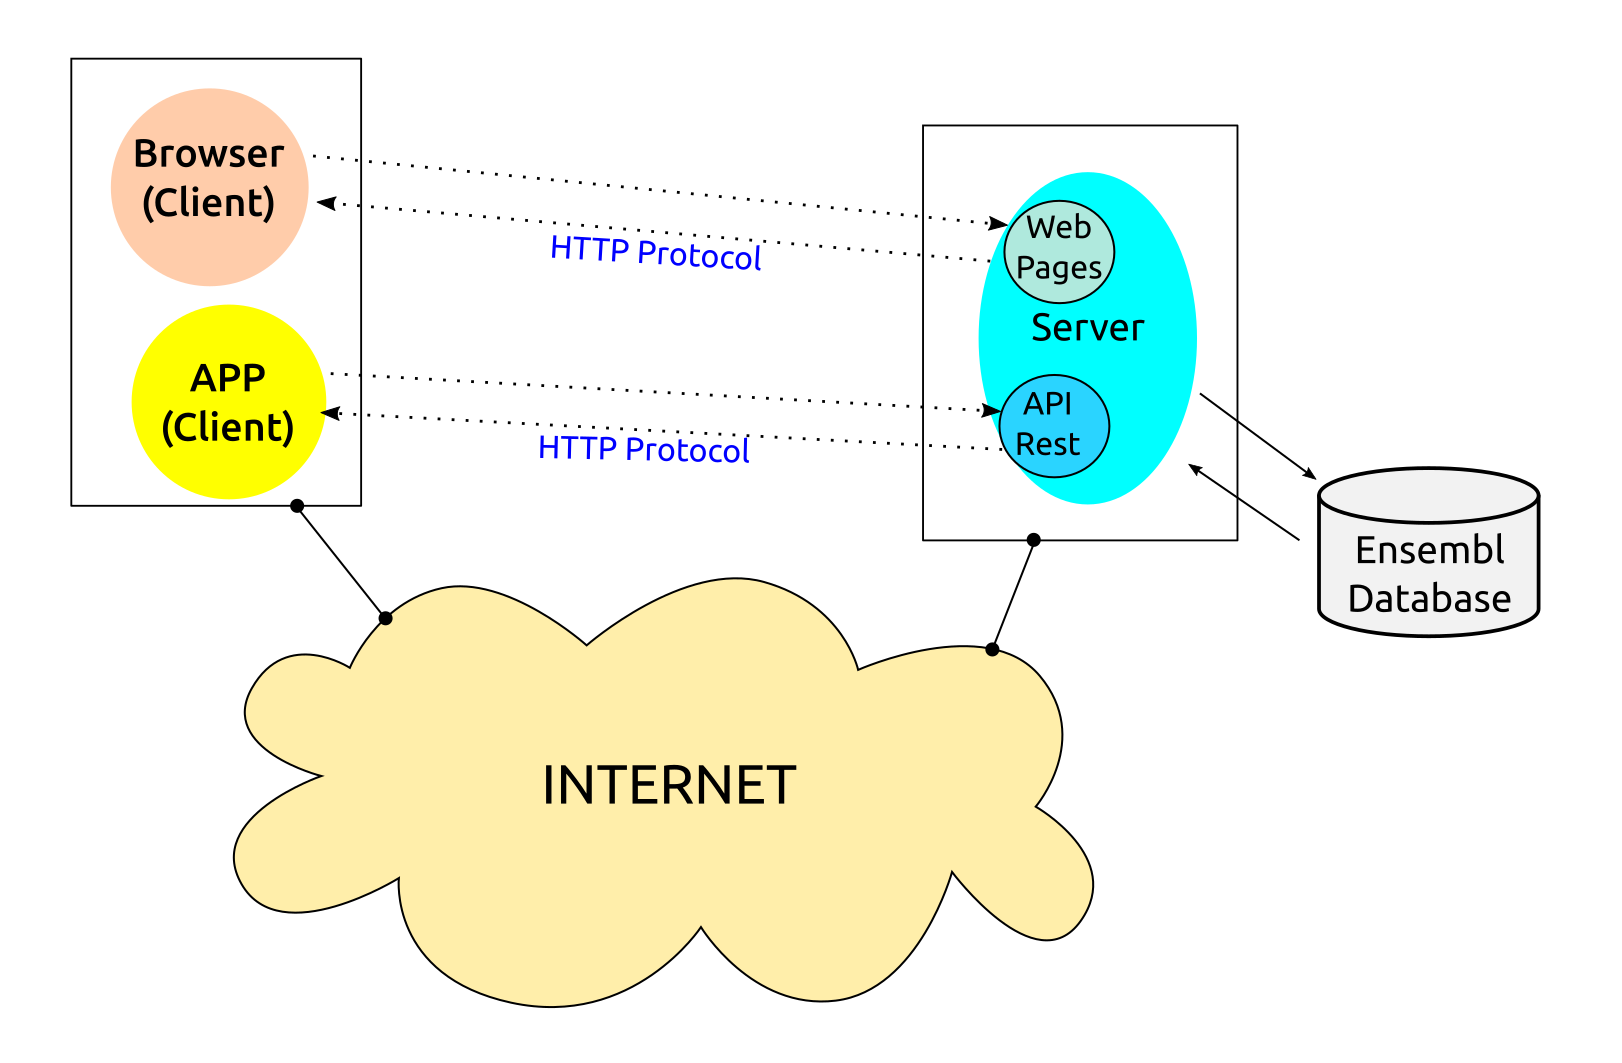 Browser
(Client)
HTTP Protocol
Web
Pages
Server
APP
(Client)
HTTP Protocol
API
Rest
Ensembl
Database
INTERNET